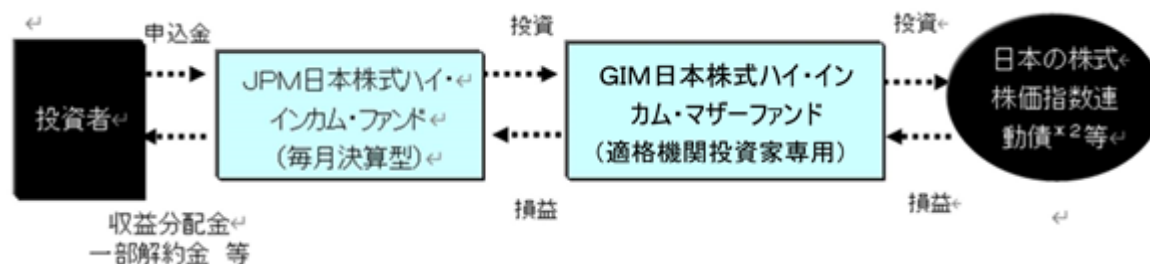 申込金
投資
投資
投資者
JPM日本株式ハイ・
インカム・ファンド
(毎月決算型)
GIM日本株式ハイ・イン
カム・マザーファンド
(適格機関投資家専用)
日本の株式
株価指数連
動債*2等
収益分配金
一部解約金 等
損益
損益